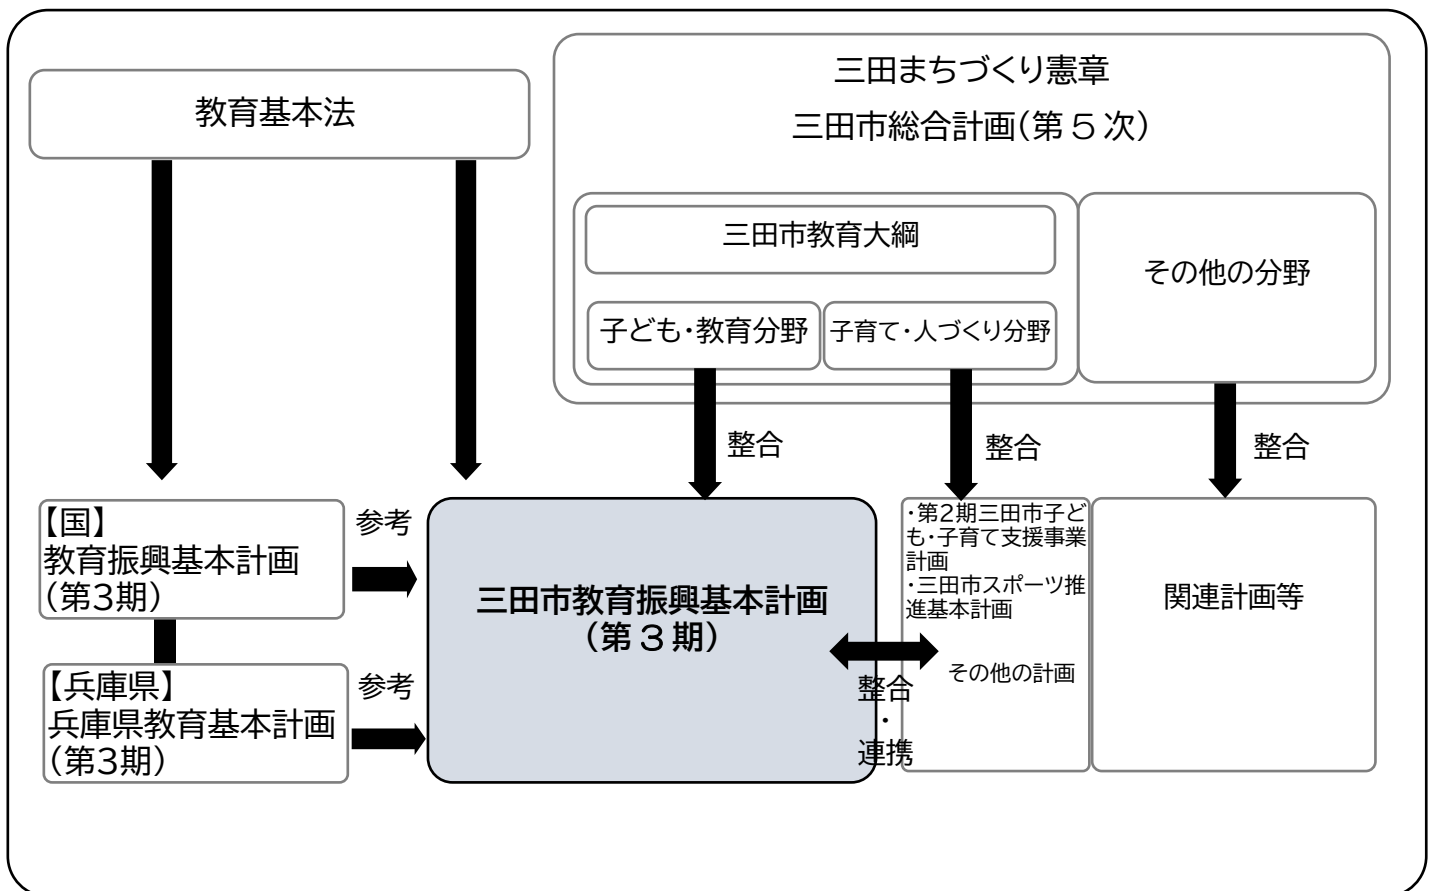 教育基本法
三田まちづくり憲章
三田市総合計画(第5次)
三田市教育大綱
その他の分野
子ども・教育分野
子育て・人づくり分野
整合
整合
整合
【国】
教育振興基本計画
(第3期)
参考
【兵庫県】
兵庫県教育基本計画
(第3期)
参考
三田市教育振興基本計画
(第3期)
整合
・
連携
・第2期三田市子ど
も・子育て支援事業
計画
・三田市スポーツ推
進基本計画
その他の計画
関連計画等